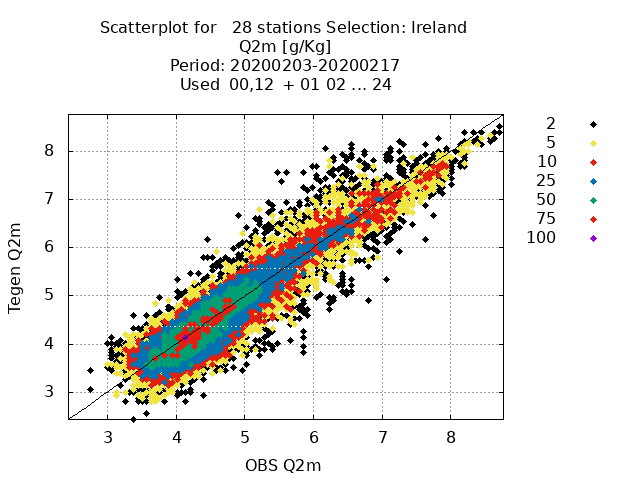 Scatterplot for 28 stations Selection: Ireland
Q2m [g/Kg]
Period: 20200203-20200217
Used 00,12 + 01 02 ... 24
Tegen Q2m
8
7
6
5
4
3
3 4 5 6 7 8
OBS Q2m
2
5
10
25
50
75
100